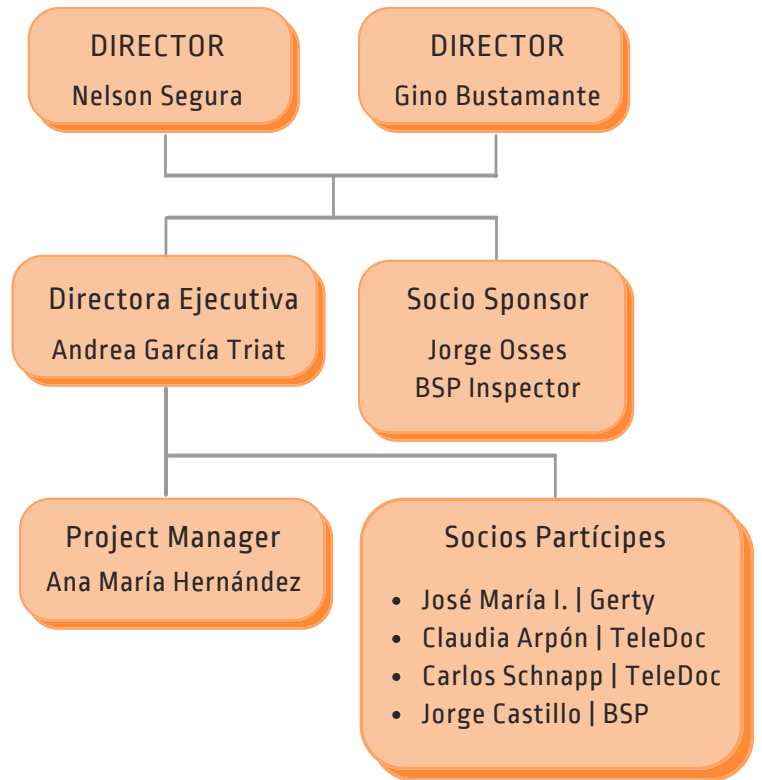 DIRECTOR
Nelson Segura
DIRECTOR
Gino Bustamante
Directora Ejecutiva
Andrea García Triat
Socio Sponsor
Jorge Osses
BSP Inspector
Project Manager
Ana María Hernández
Socios Partícipes
• José María I. | Gerty
• Claudia Arpón | TeleDoc
• Carlos Schnapp | TeleDoc
• Jorge Castillo | BSP